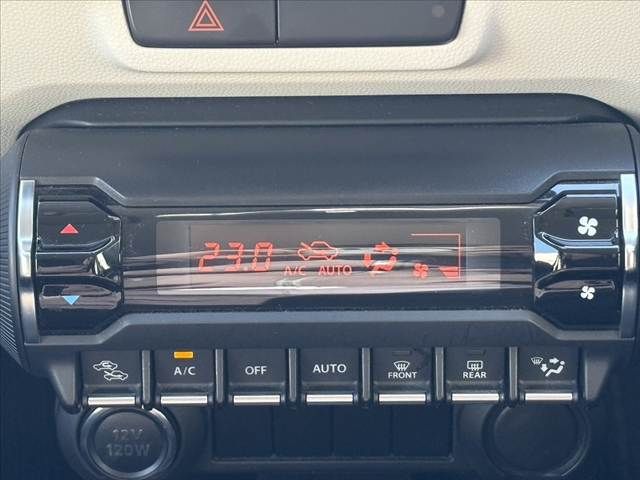 23.0
A/C AUTO
A/C
OFF
AUTO
FRONT
REAR
12V
120W